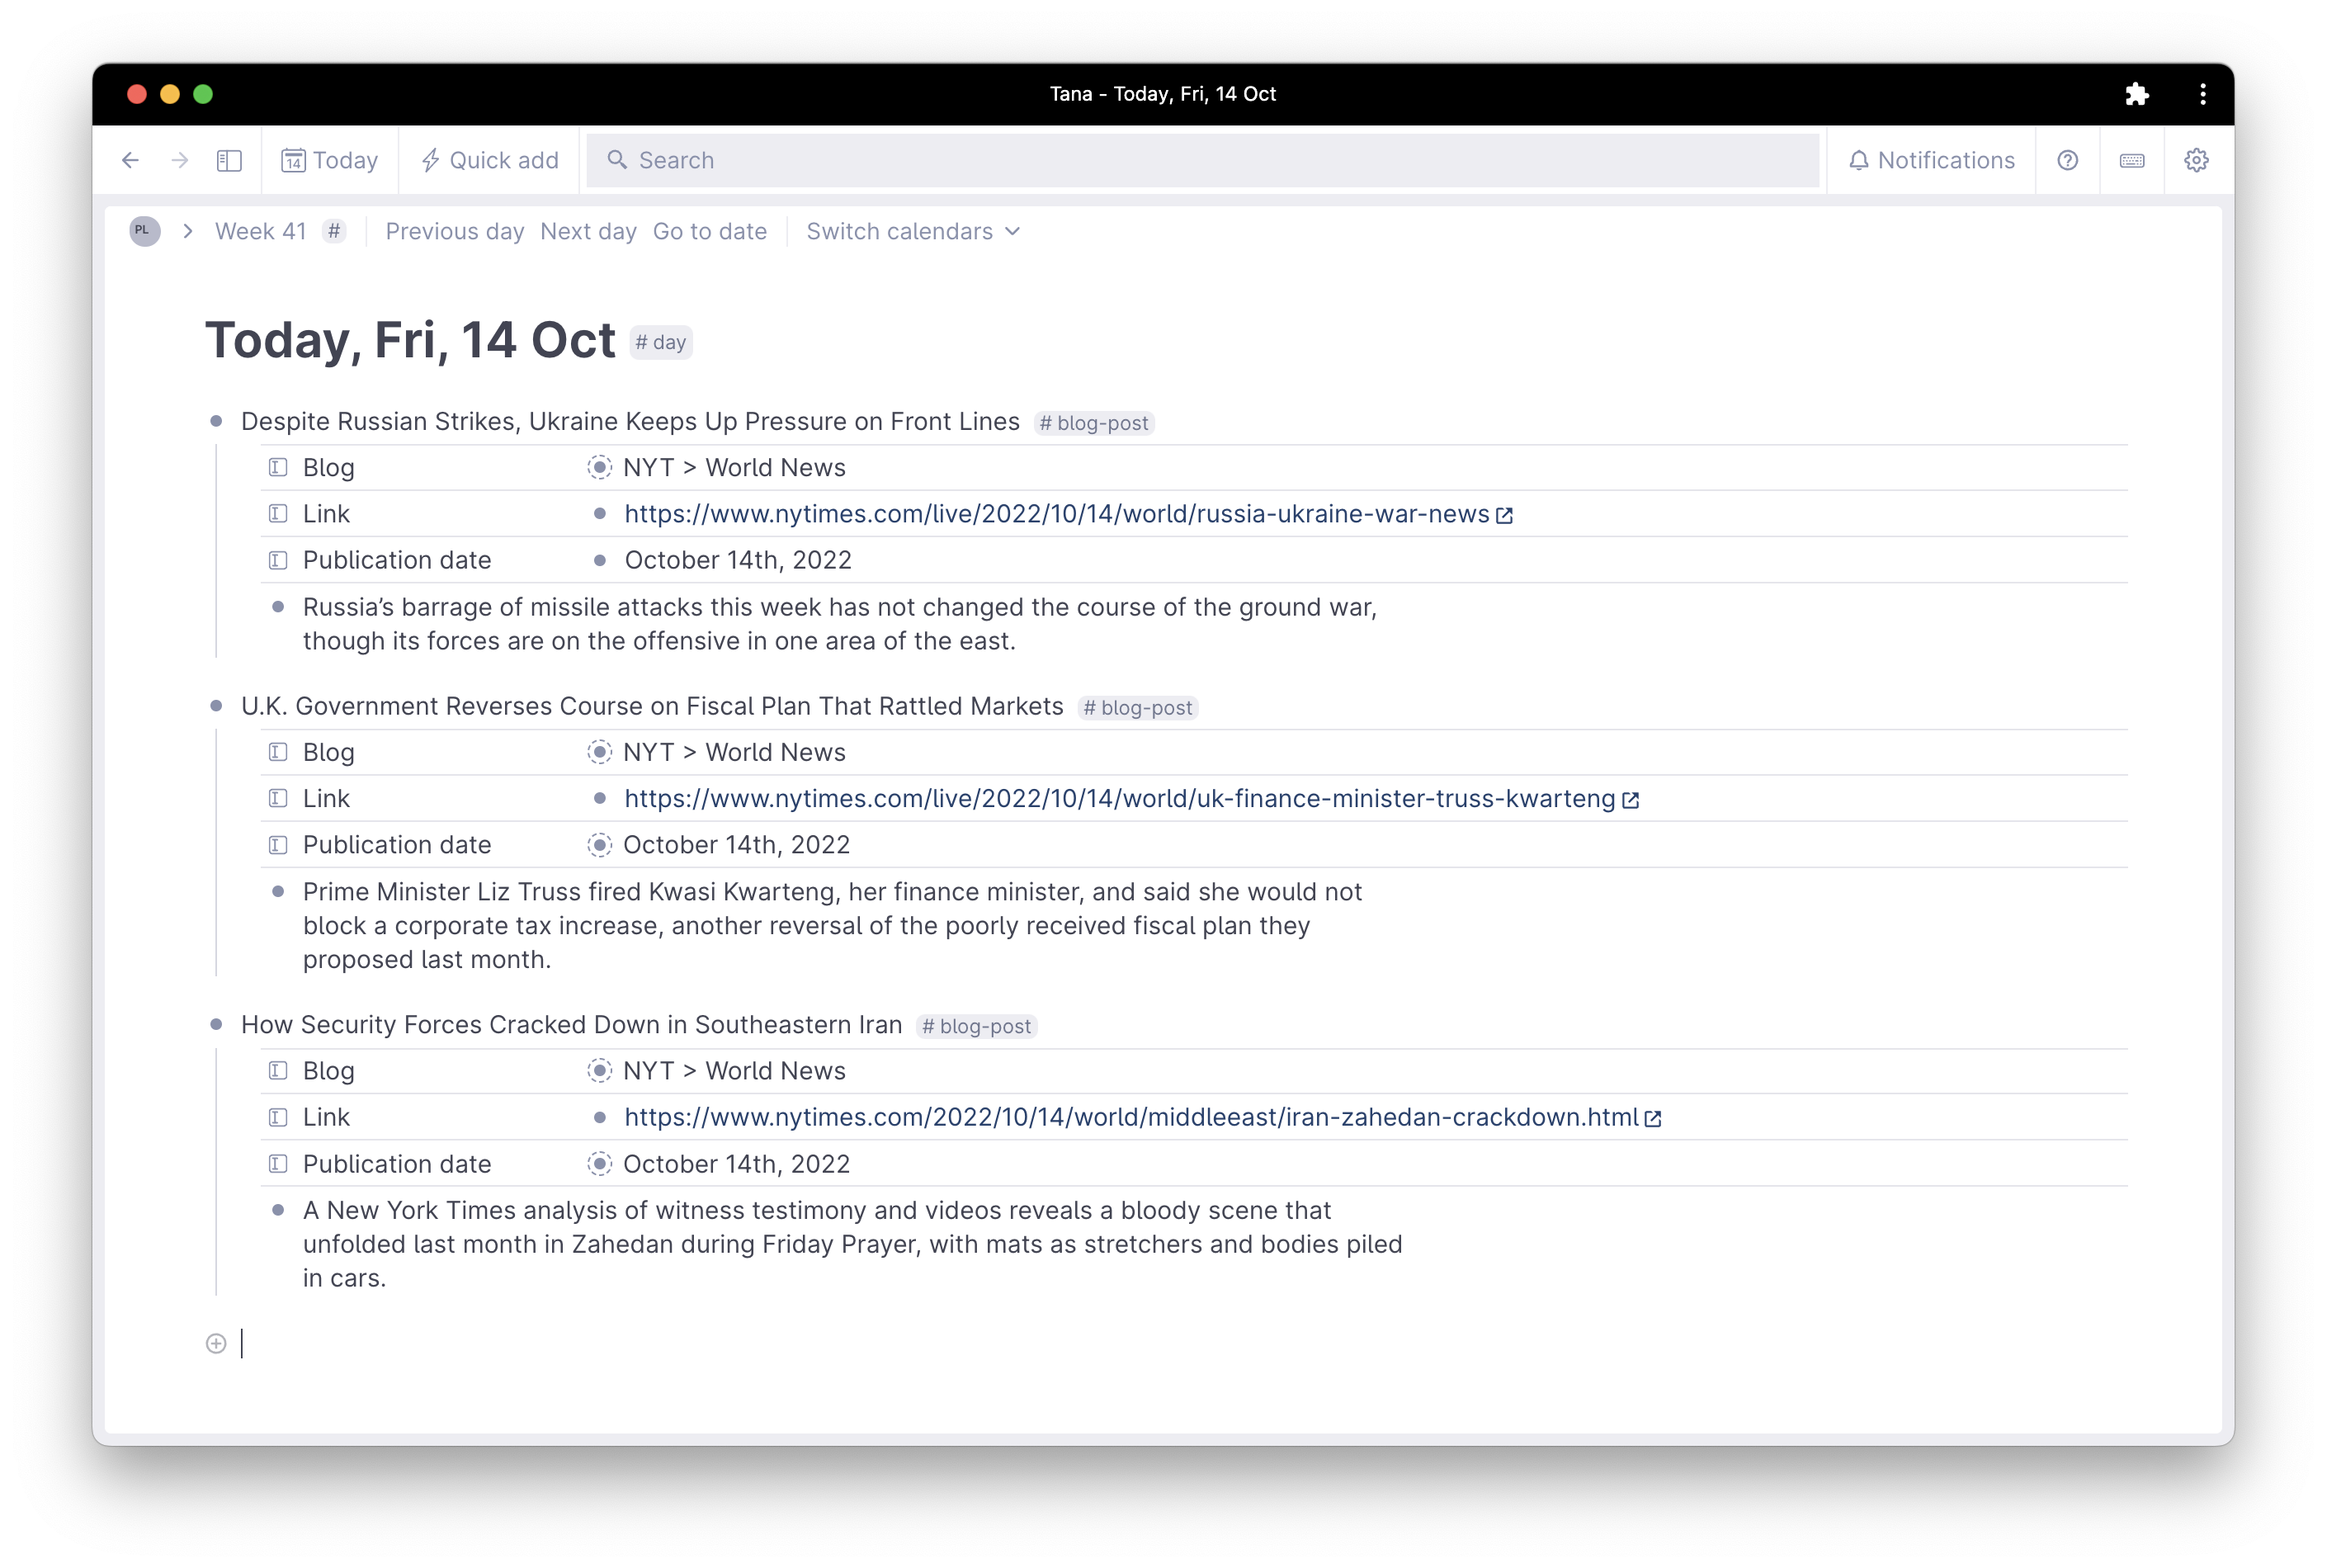 Tana - Today, Fri, 14 Oct
14 Today
Quick add
Search
Notifications
PL
Week 41 #
Previous day Next day Go to date
Switch calendars
Today, Fri, 14 Oct # day
Despite Russian Strikes, Ukraine Keeps Up Pressure on Front Lines # blog-post
Blog NYT > World News
Link https://www.nytimes.com/live/2022/10/14/world/russia-ukraine-war-news
Publication date October 14th, 2022
Russia’s barrage of missile attacks this week has not changed the course of the ground war,
though its forces are on the offensive in one area of the east.
U.K. Government Reverses Course on Fiscal Plan That Rattled Markets # blog-post
Blog NYT > World News
Link https://www.nytimes.com/live/2022/10/14/world/uk-finance-minister-truss-kwarteng
Publication date October 14th, 2022
Prime Minister Liz Truss fired Kwasi Kwarteng, her finance minister, and said she would not
block a corporate tax increase, another reversal of the poorly received fiscal plan they
proposed last month.
How Security Forces Cracked Down in Southeastern Iran # blog-post
Blog NYT > World News
Link https://www.nytimes.com/2022/10/14/world/middleeast/iran-zahedan-crackdown.html
Publication date October 14th, 2022
A New York Times analysis of witness testimony and videos reveals a bloody scene that
unfolded last month in Zahedan during Friday Prayer, with mats as stretchers and bodies piled
in cars.